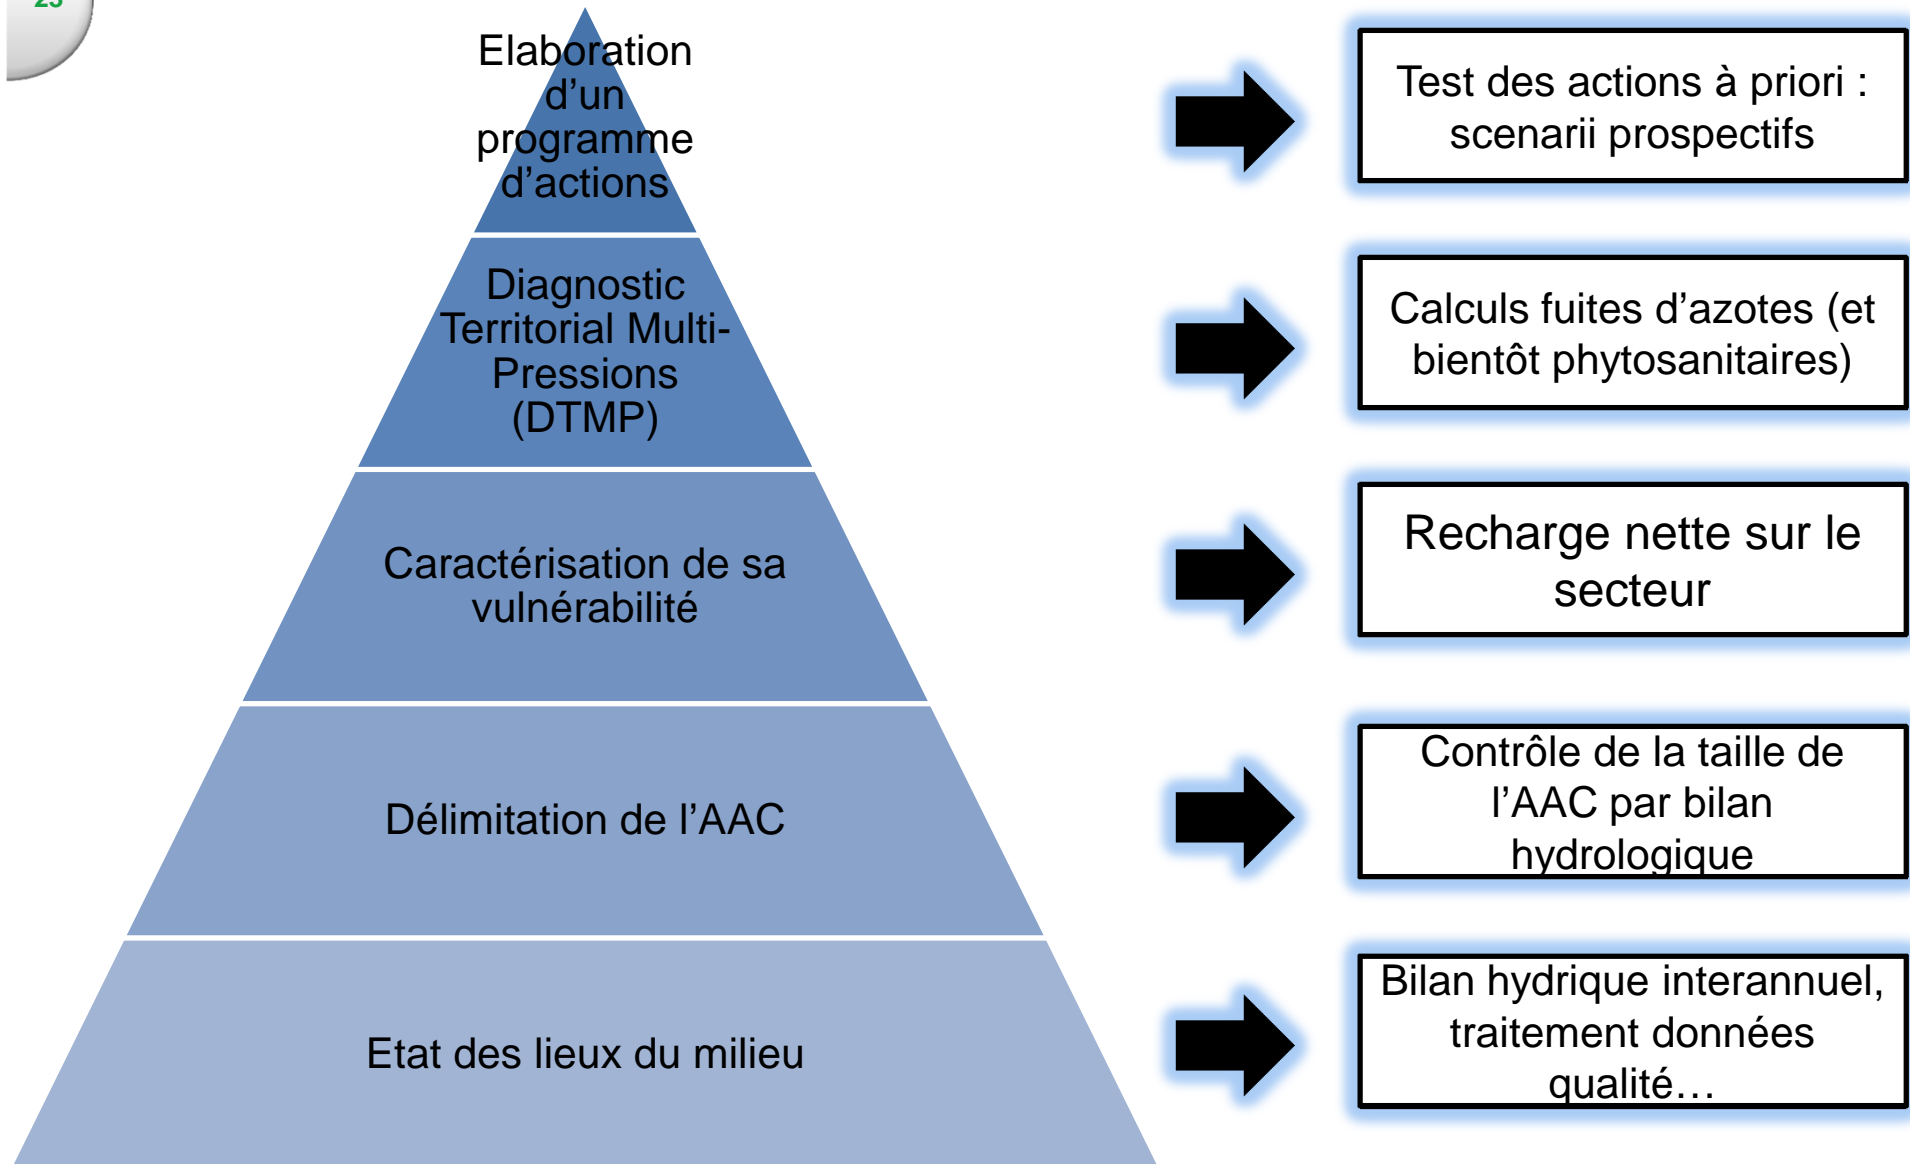 23
Elaboration
d’un
programme
d’actions
Test des actions à priori :
scenarii prospectifs
Diagnostic
Territorial Multi-
Pressions
(DTMP)
Calculs fuites d’azotes (et
bientôt phytosanitaires)
Caractérisation de sa
vulnérabilité
Recharge nette sur le
secteur
Délimitation de l’AAC
Contrôle de la taille de
l’AAC par bilan
hydrologique
Etat des lieux du milieu
Bilan hydrique interannuel,
traitement données
qualité…